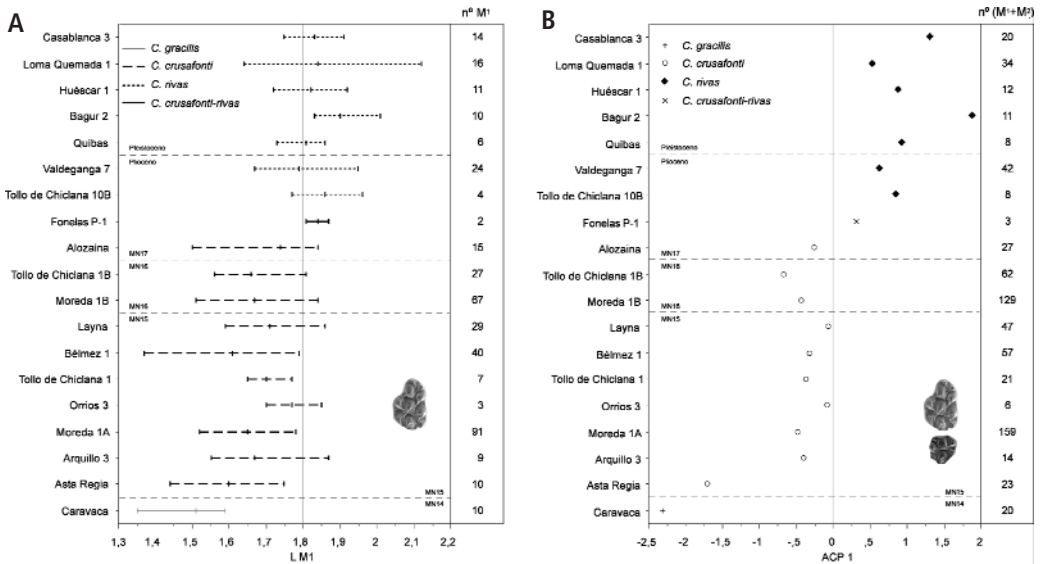 A
nº M¹
Casablanca 3 14
C. gracilis
Loma Quemada 1 16
C. crusafonti
Huéscar 1 11
C. rivas
Bagur 2 10
C. crusafonti-rivas
Quibas 6
Pleistoceno
Plioceno
Valdeganga 7 24
Tollo de Chiclana 10B 4
Fonelas P-1 2
Alozaina 15
MN17
MN16
Tollo de Chiclana 1B 27
Moreda 1B 67
MN16
MN15
Layna 29
Bélmez 1 40
Tollo de Chiclana 1 7
Orrios 3 3
Moreda 1A 91
Arquillo 3 9
Asta Regia 10
MN15
MN14
Caravaca 10
1,3 1,4 1,5 1,6 1,7 1,8 1,9 2 2,1 2,2
L M1
B
nº (M¹+M²)
Casablanca 3 20
C. gracilis
Loma Quemada 1 34
C. crusafonti
Huéscar 1 12
C. rivas
C. crusafonti-rivas
Bagur 2 11
Quibas 8
Pleistoceno
Plioceno
Valdeganga 7 42
Tollo de Chiclana 10B 8
Fonelas P-1 3
Alozaina 27
MN17
MN16
Tollo de Chiclana 1B 62
Moreda 1B 129
MN16
MN15
Layna 47
Bélmez 1 57
Tollo de Chiclana 1 21
Orrios 3 6
Moreda 1A 159
Arquillo 3 14
Asta Regia 23
MN15
MN14
Caravaca 20
-2,5 -2 -1,5 -1 -,5 0 ,5 1 1,5 2
ACP 1